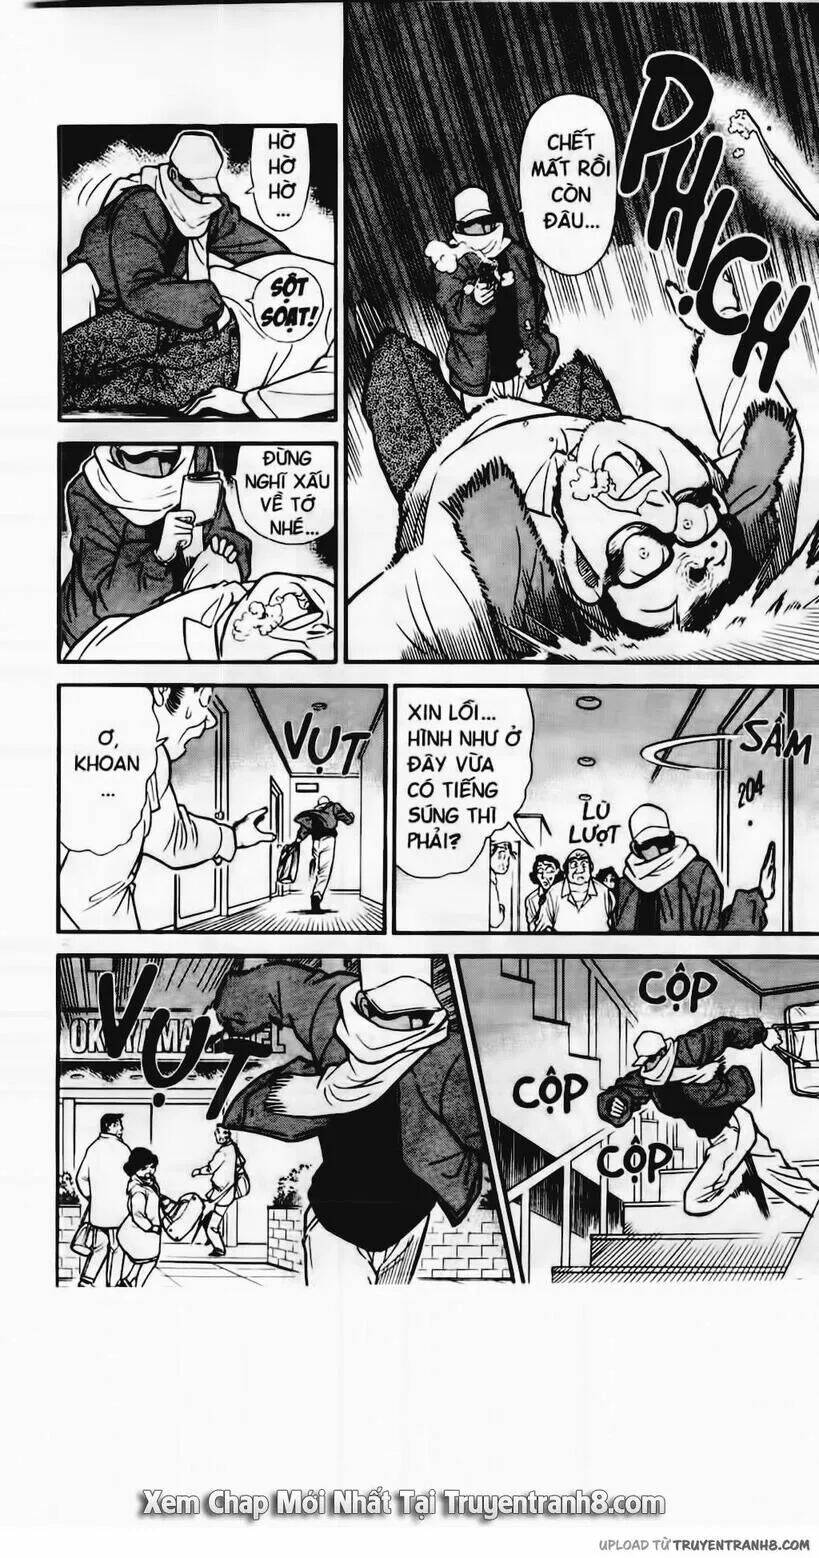 CHẾT
MẤT RỒI
CÒN
ĐÂU...
PHỊCH
HỜ
HỜ
HỜ
...
SỘT
SOẠT!
ĐỪNG
NGHĨ XẤU
VỀ TỚ
NHÉ...
SẦM
204
LŨ
LƯỢT
XIN LỖI...
HÌNH NHƯ Ở
ĐÂY VỪA
CÓ TIẾNG
SÚNG THÌ
PHẢI?
VỤT
Ơ,
KHOAN
...
CỘP
CỘP
CỘP
VỤT
Xem Chap Mới Nhất Tại Truyentranh8.com
UPLOAD TỪ TRUYENTRANH8.COM